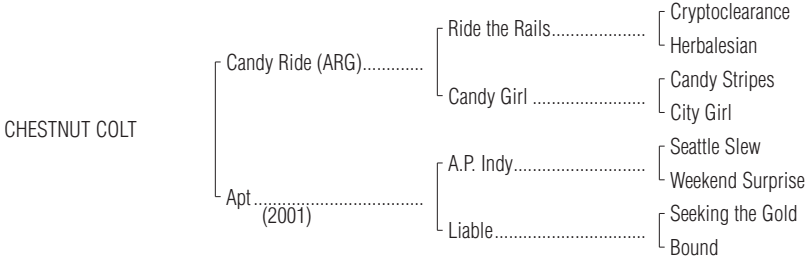 Cryptoclearance
Ride the Rails....................
Herbalesian
Candy Ride (ARG).............
Candy Stripes
Candy Girl ........................
City Girl
CHESTNUT COLT
Seattle Slew
A.P. Indy............................
Weekend Surprise
Apt....................................
(2001)
Seeking the Gold
Liable................................
Bound